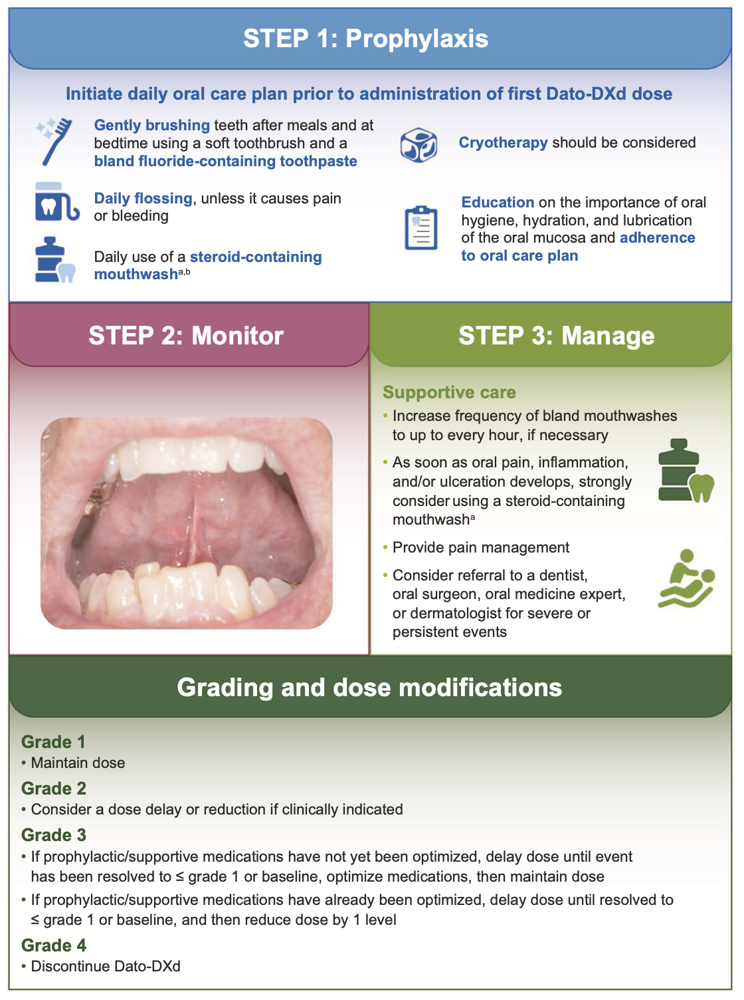 STEP 1: Prophylaxis
Initiate daily oral care plan prior to administration of first Dato-DXd dose
Gently brushing teeth after meals and at
bedtime using a soft toothbrush and a
bland fluoride-containing toothpaste
Daily flossing, unless it causes pain
or bleeding
Daily use of a steroid-containing
mouthwashᵃ,ᵇ
Cryotherapy should be considered
Education on the importance of oral
hygiene, hydration, and lubrication
of the oral mucosa and adherence
to oral care plan
STEP 2: Monitor
STEP 3: Manage
Supportive care
• Increase frequency of bland mouthwashes
to up to every hour, if necessary
• As soon as oral pain, inflammation,
and/or ulceration develops, strongly
consider using a steroid-containing
mouthwashᵃ
• Provide pain management
• Consider referral to a dentist,
oral surgeon, oral medicine expert,
or dermatologist for severe or
persistent events
Grading and dose modifications
Grade 1
• Maintain dose
Grade 2
• Consider a dose delay or reduction if clinically indicated
Grade 3
• If prophylactic/supportive medications have not yet been optimized, delay dose until event
has been resolved to ≤ grade 1 or baseline, optimize medications, then maintain dose
• If prophylactic/supportive medications have already been optimized, delay dose until resolved to
≤ grade 1 or baseline, and then reduce dose by 1 level
Grade 4
• Discontinue Dato-DXd